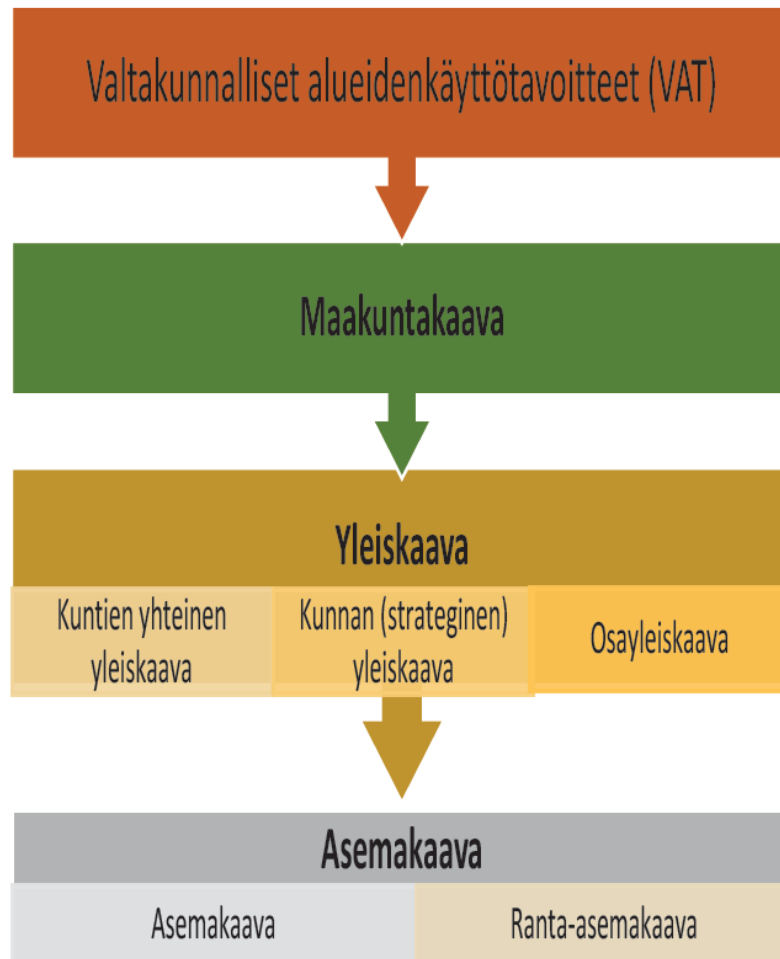 Valtakunnalliset alueidenkäyttötavoitteet (VAT)
Maakuntakaava
Yleiskaava
Kuntien yhteinen
yleiskaava
Kunnan (strateginen)
yleiskaava
Osayleiskaava
Asemakaava
Asemakaava
Ranta-asemakaava